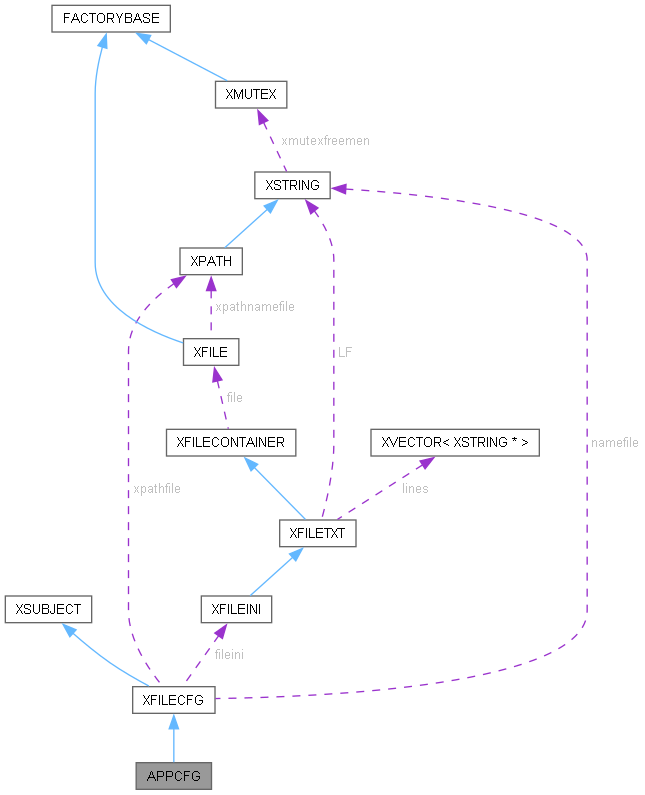 FACTORYBASE
XMUTEX
xmutexfreemen
XSTRING
XPATH
xpathnamefile
XFILE
LF
file
XFILECONTAINER
XVECTOR< XSTRING * >
namefile
xpathfile
lines
XFILETXT
XSUBJECT
XFILEINI
fileini
XFILECFG
APPCFG